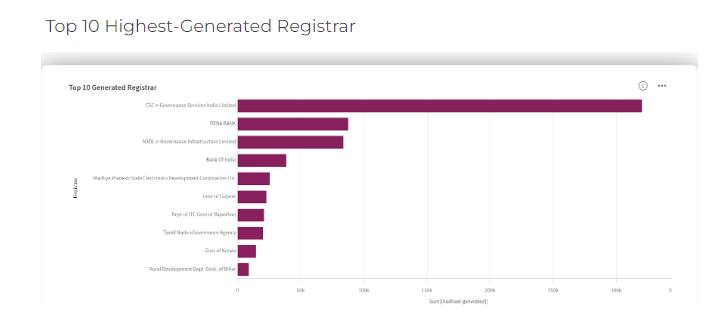 Top 10 Highest-Generated Registrar
Top 10 Generated Registrar
CSC e-Governance Services India Limited
DENA BANK
NSDL e-Governance Infrastructure Limited
Bank Of India
Madhya Pradesh State Electronics Development Corporation Ltd.
Govt of Gujarat
Dept of ITC Govt of Rajasthan
Tamil Nadu eGovernance Agency
Govt of Kerala
Rural Development Dept Govt. of Bihar
Registrar
0 50k 100k 150k 200k 250k 300k
Sum([Aadhaar generated])